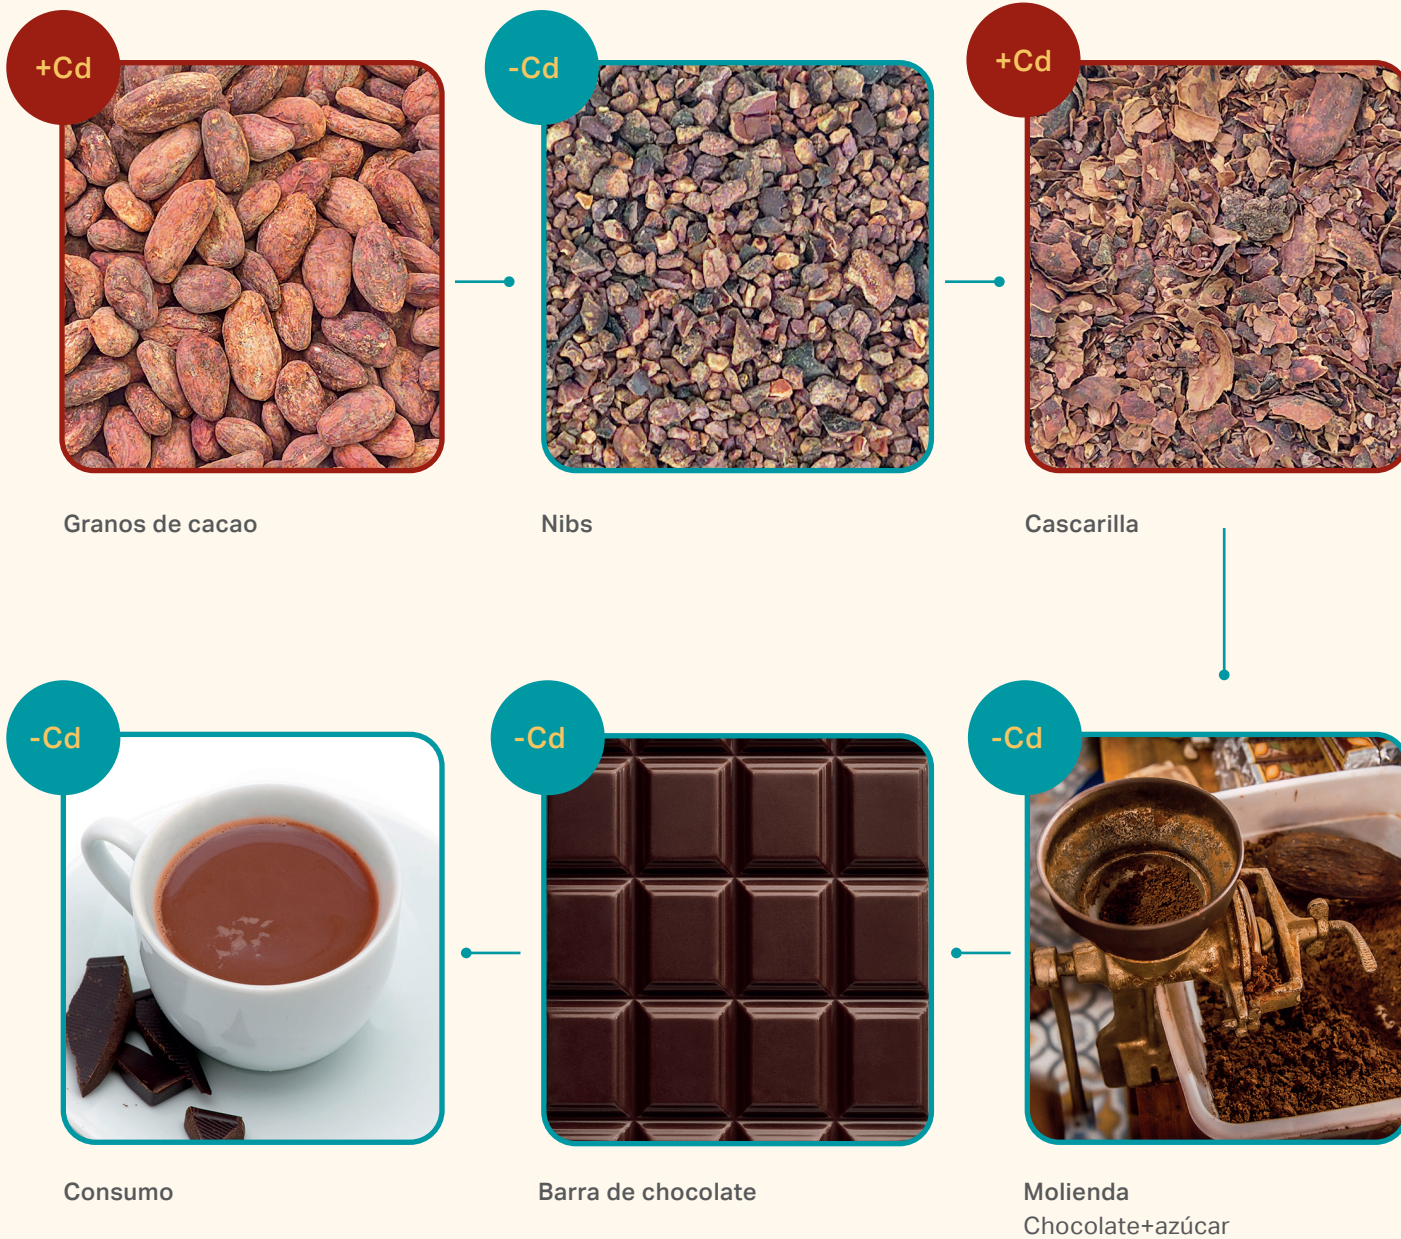 +Cd
-Cd
+Cd
Granos de cacao
Nibs
Cascarilla
-Cd
-Cd
-Cd
Consumo
Barra de chocolate
Molienda
Chocolate+azúcar